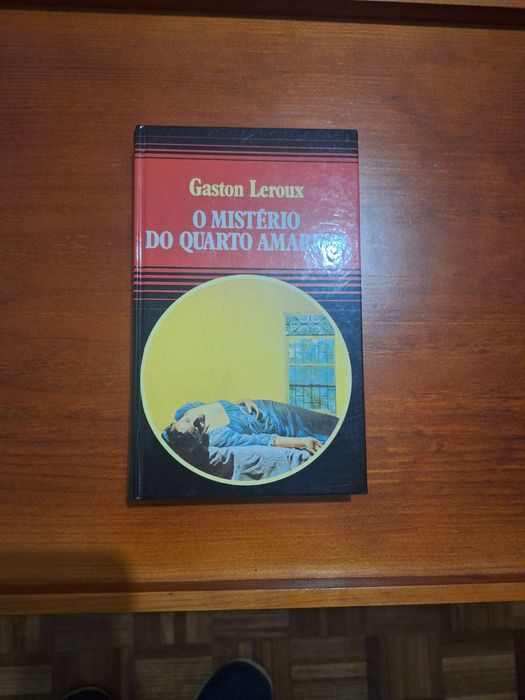 Gaston Leroux
O MISTÉRIO
DO QUARTO